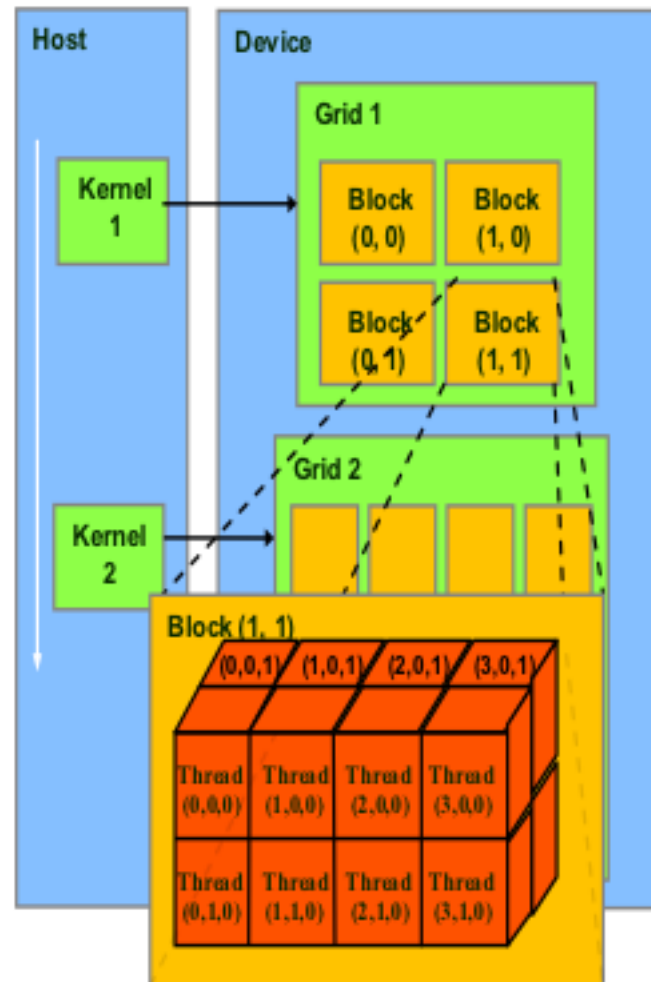 Host
Device
Grid 1
Kernel
1
Block
(0, 0)
Block
(1, 0)
Block
(0, 1)
Block
(1, 1)
Grid 2
Kernel
2
Block (1, 1)
(0,0,1) (1,0,1) (2,0,1) (3,0,1)
Thread
(0,0,0)
Thread
(1,0,0)
Thread
(2,0,0)
Thread
(3,0,0)
Thread
(0,1,0)
Thread
(1,1,0)
Thread
(2,1,0)
Thread
(3,1,0)